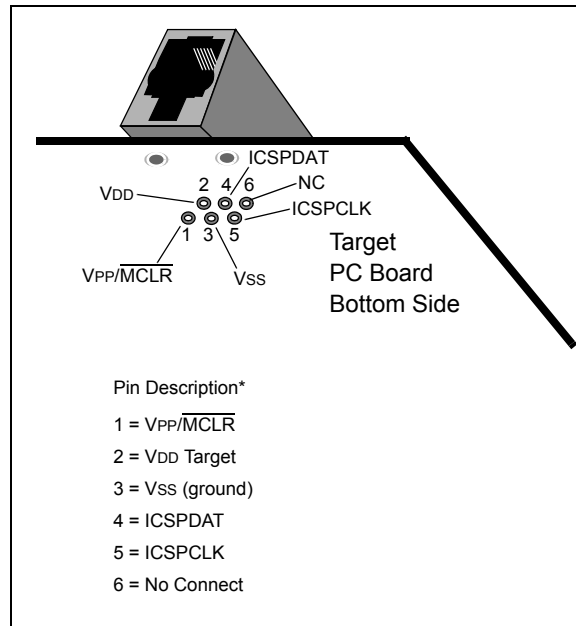 ICSPDAT
VDD 2 4 6 NC
ICSPCLK
1 3 5
VPP/MCLR VSS
Target
PC Board
Bottom Side
Pin Description*
1 = VPP/MCLR
2 = VDD Target
3 = VSS (ground)
4 = ICSPDAT
5 = ICSPCLK
6 = No Connect